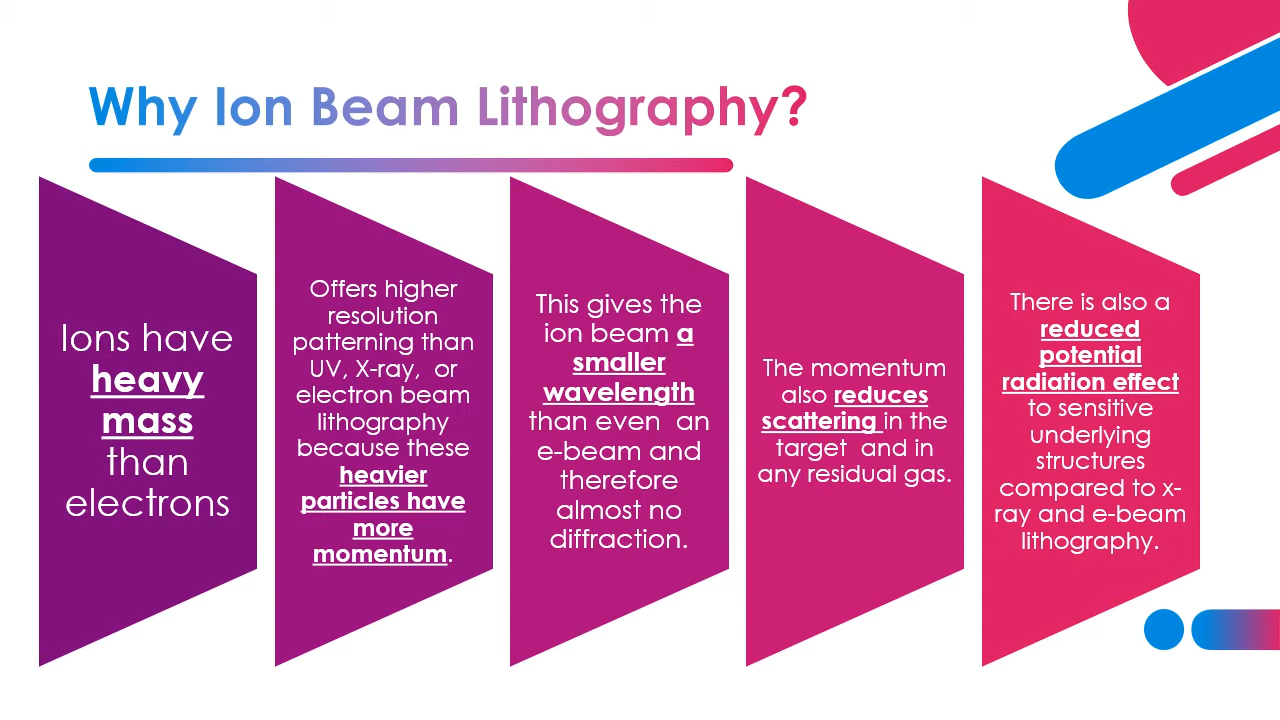 Why Ion Beam Lithography?
Ions have
heavy
mass
than
electrons
Offers higher
resolution
patterning than
UV, X-ray, or
electron beam
lithography
because these
heavier
particles have
more
momentum.
This gives the
ion beam a
smaller
wavelength
than even an
e-beam and
therefore
almost no
diffraction.
The momentum
also reduces
scattering in the
target and in
any residual gas.
There is also a
reduced
potential
radiation effect
to sensitive
underlying
structures
compared to x-
ray and e-beam
lithography.